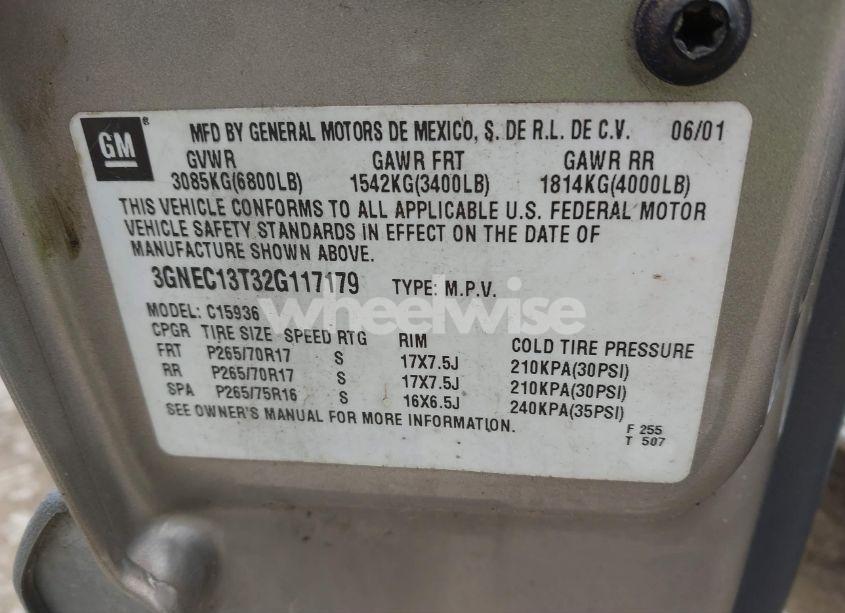 GM ® MFD BY GENERAL MOTORS DE MEXICO, S. DE R.L. DE C.V. 06/01
GVWR GAWR FRT GAWR RR
3085KG(6800LB) 1542KG(3400LB) 1814KG(4000LB)
THIS VEHICLE CONFORMS TO ALL APPLICABLE U.S. FEDERAL MOTOR
VEHICLE SAFETY STANDARDS IN EFFECT ON THE DATE OF
MANUFACTURE SHOWN ABOVE.
3GNEC13T32G117179 TYPE: M.P.V.
wheelwise
MODEL: C15936
CPGR TIRE SIZE SPEED RTG RIM COLD TIRE PRESSURE
FRT P265/70R17 S 17X7.5J 210KPA(30PSI)
RR P265/70R17 S 17X7.5J 210KPA(30PSI)
SPA P265/75R16 S 16X6.5J 240KPA(35PSI)
SEE OWNER'S MANUAL FOR MORE INFORMATION.
F 255
T 507